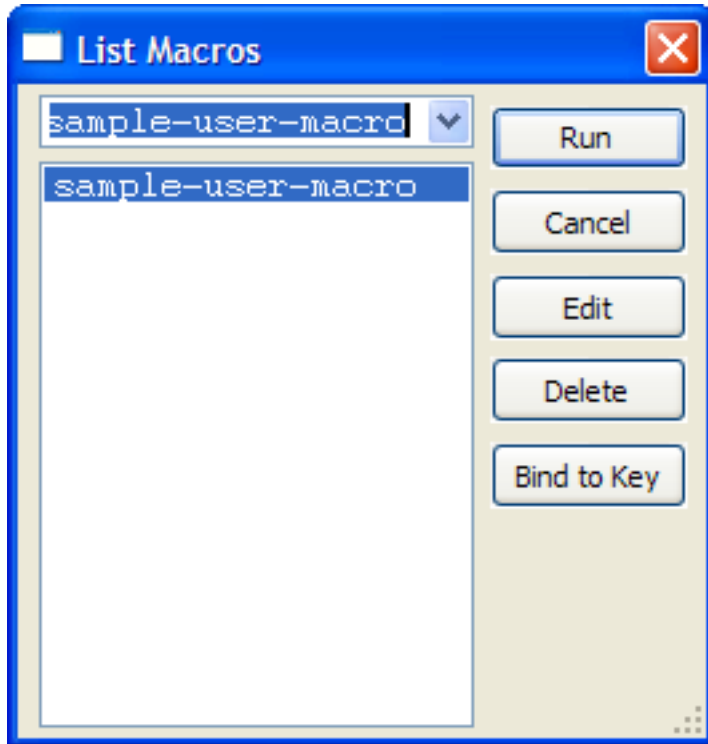 List Macros
sample-user-macro
sample-user-macro
Run
Cancel
Edit
Delete
Bind to Key